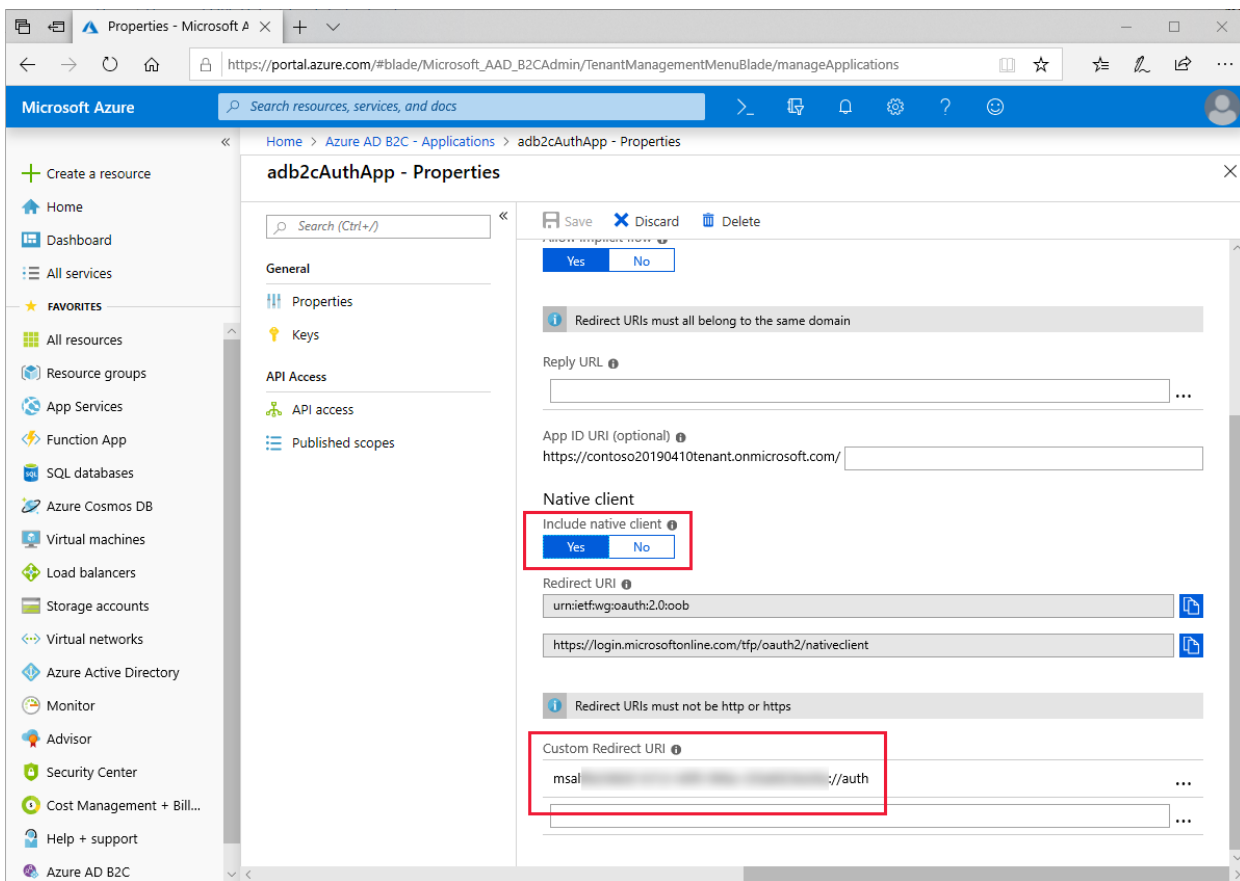 Properties - Microsoft A
https://portal.azure.com/#blade/Microsoft_AAD_B2CAdmin/TenantManagementMenuBlade/manageApplications
Microsoft Azure
Search resources, services, and docs
Home > Azure AD B2C - Applications > adb2cAuthApp - Properties
adb2cAuthApp - Properties
Create a resource
Home
Dashboard
All services
FAVORITES
All resources
Resource groups
App Services
Function App
SQL databases
Azure Cosmos DB
Virtual machines
Load balancers
Storage accounts
Virtual networks
Azure Active Directory
Monitor
Advisor
Security Center
Cost Management + Bill...
Help + support
Azure AD B2C
Search (Ctrl+/)
General
Properties
Keys
API Access
API access
Published scopes
Save Discard Delete
Allow implicit flow
Yes No
Redirect URIs must all belong to the same domain
Reply URL
...
App ID URI (optional)
https://contoso20190410tenant.onmicrosoft.com/
Native client
Include native client
Yes No
Redirect URI
urn:ietf:wg:oauth:2.0:oob
https://login.microsoftonline.com/tfp/oauth2/nativeclient
Redirect URIs must not be http or https
Custom Redirect URI
msal ://auth
...
...